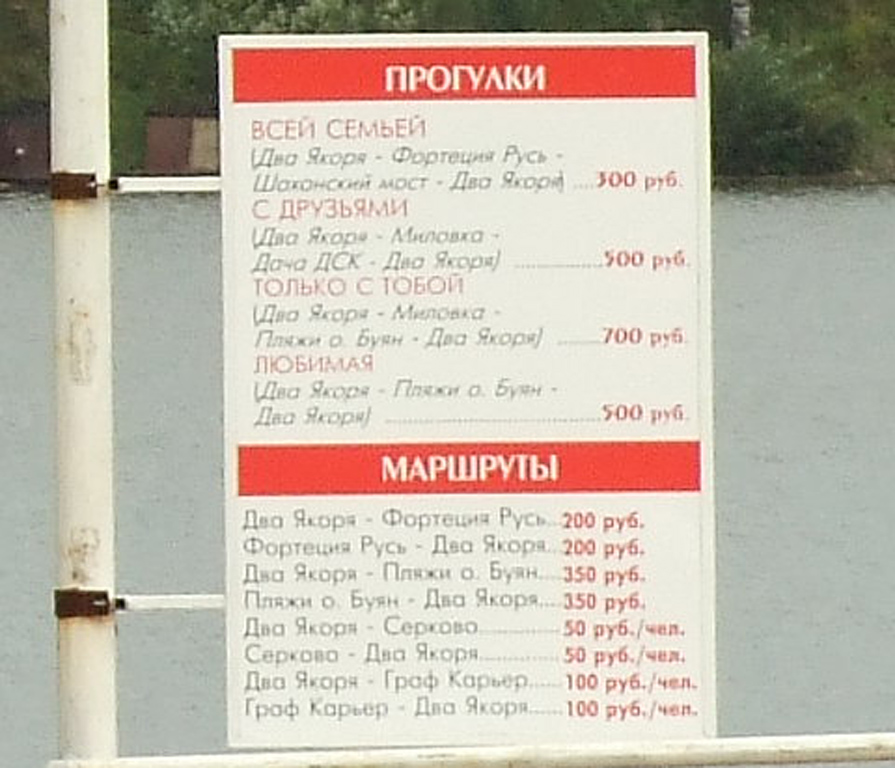 ПРОГУЛКИ
ВСЕЙ СЕМЬЕЙ
(Два Якоря - Фортеция Русь -
Шаханский мост - Два Якоря) ....300 руб.
С ДРУЗЬЯМИ
(Два Якоря - Миловка -
Дача ДСК - Два Якоря) ................500 руб.
ТОЛЬКО С ТОБОЙ
(Два Якоря - Миловка -
Пляжи о. Буян - Два Якоря) ........700 руб.
ЛЮБИМАЯ
(Два Якоря - Пляжи о. Буян -
Два Якоря) ........................................500 руб.
МАРШРУТЫ
Два Якоря - Фортеция Русь...200 руб.
Фортеция Русь - Два Якоря...200 руб.
Два Якоря - Пляжи о. Буян....350 руб.
Пляжи о. Буян - Два Якоря....350 руб.
Два Якоря - Серково...............50 руб./чел.
Серково - Два Якоря...............50 руб./чел.
Два Якоря - Граф Карьер......100 руб./чел.
Граф Карьер - Два Якоря......100 руб./чел.